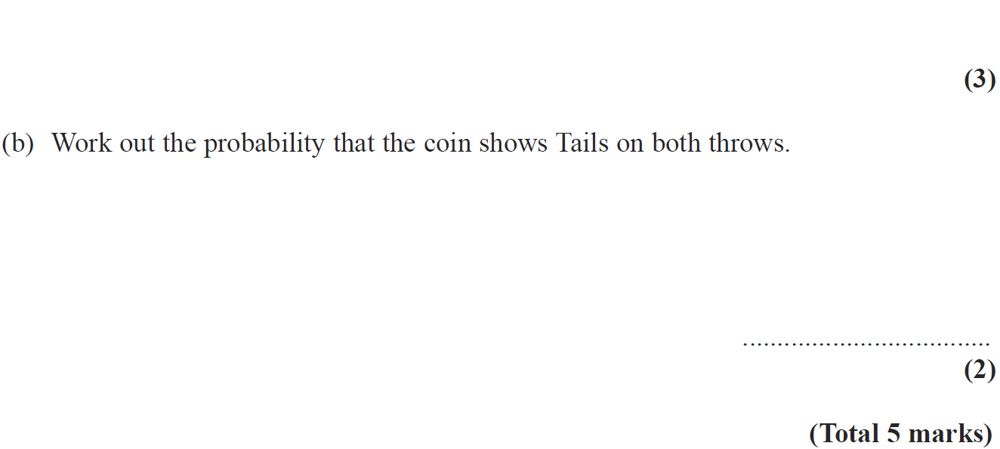 (3)
(b) Work out the probability that the coin shows Tails on both throws.
....................................
(2)
(Total 5 marks)